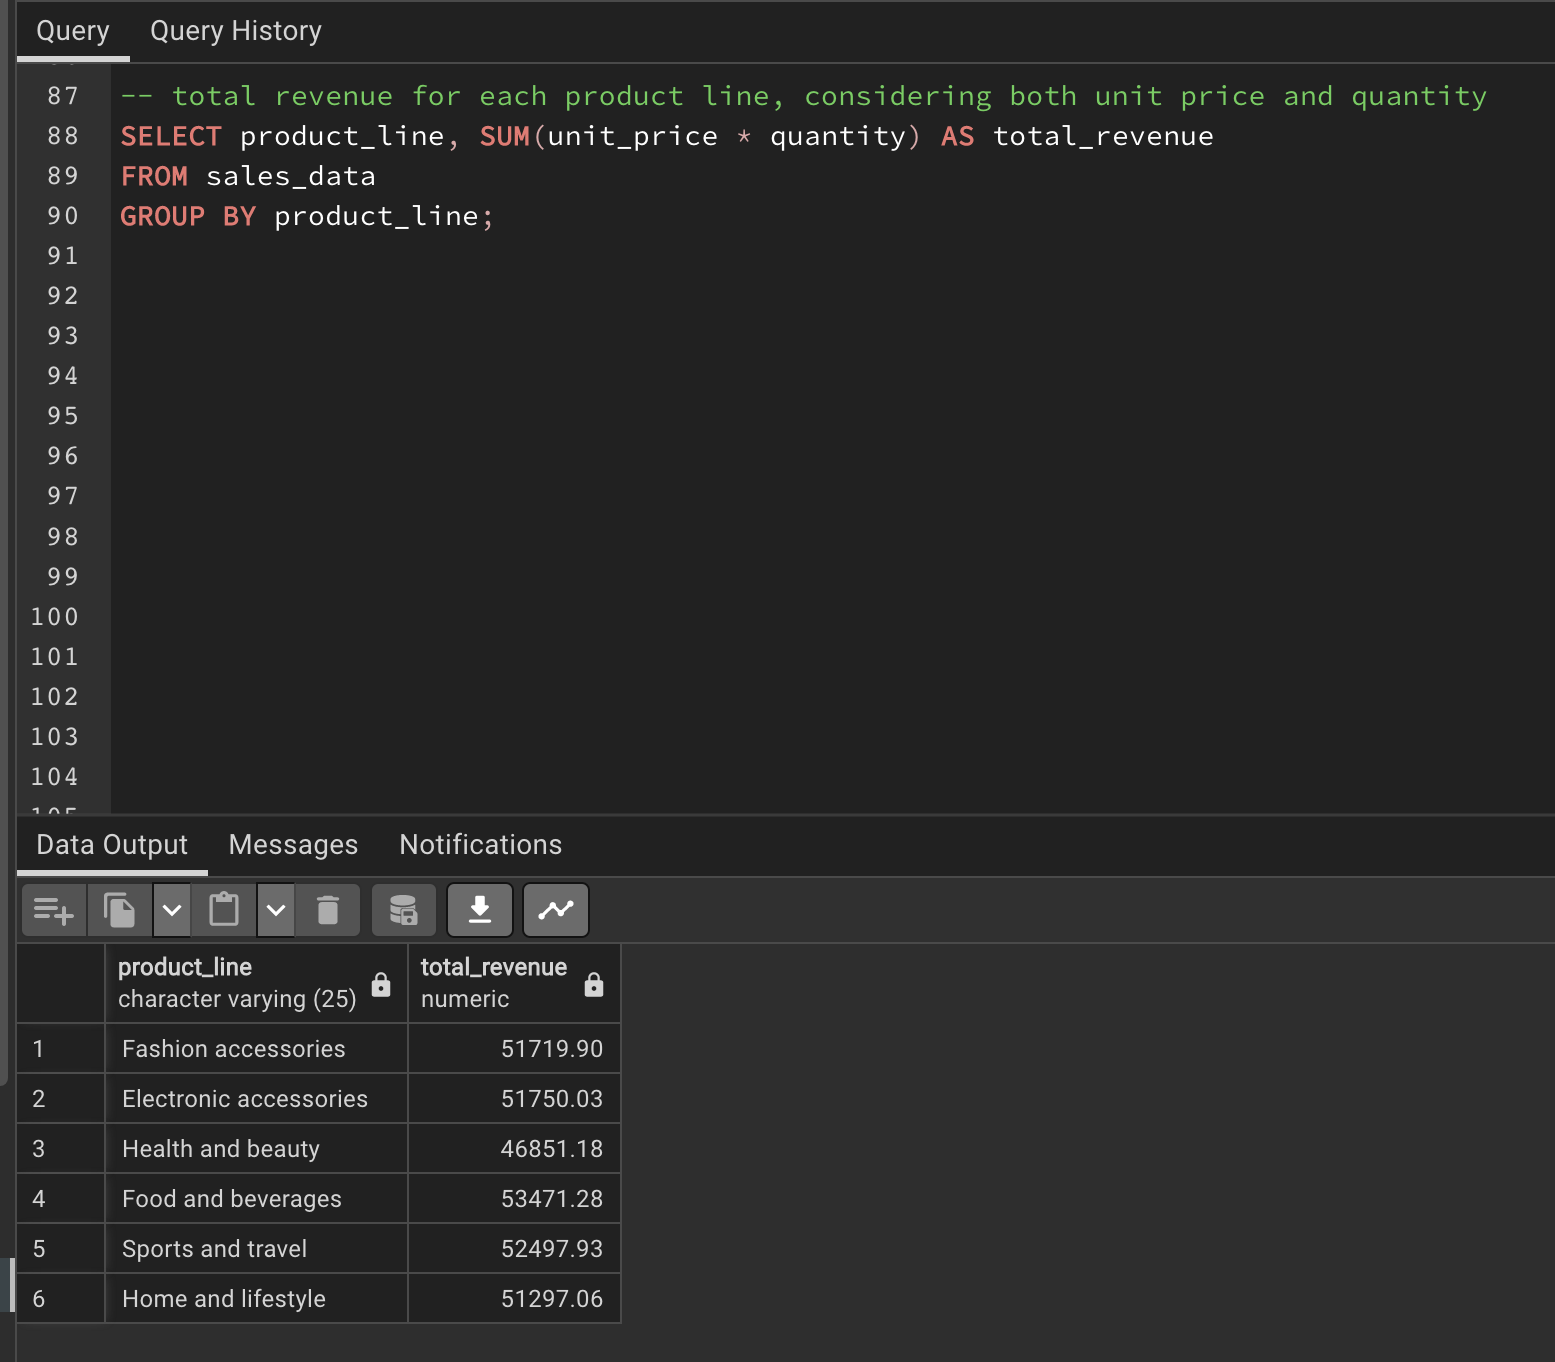 Query Query History
87 -- total revenue for each product line, considering both unit price and quantity
88 SELECT product_line, SUM(unit_price * quantity) AS total_revenue
89 FROM sales_data
90 GROUP BY product_line;
91
92
93
94
95
96
97
98
99
100
101
102
103
104
Data Output Messages Notifications
product_line total_revenue
character varying (25) numeric
1 Fashion accessories 51719.90
2 Electronic accessories 51750.03
3 Health and beauty 46851.18
4 Food and beverages 53471.28
5 Sports and travel 52497.93
6 Home and lifestyle 51297.06